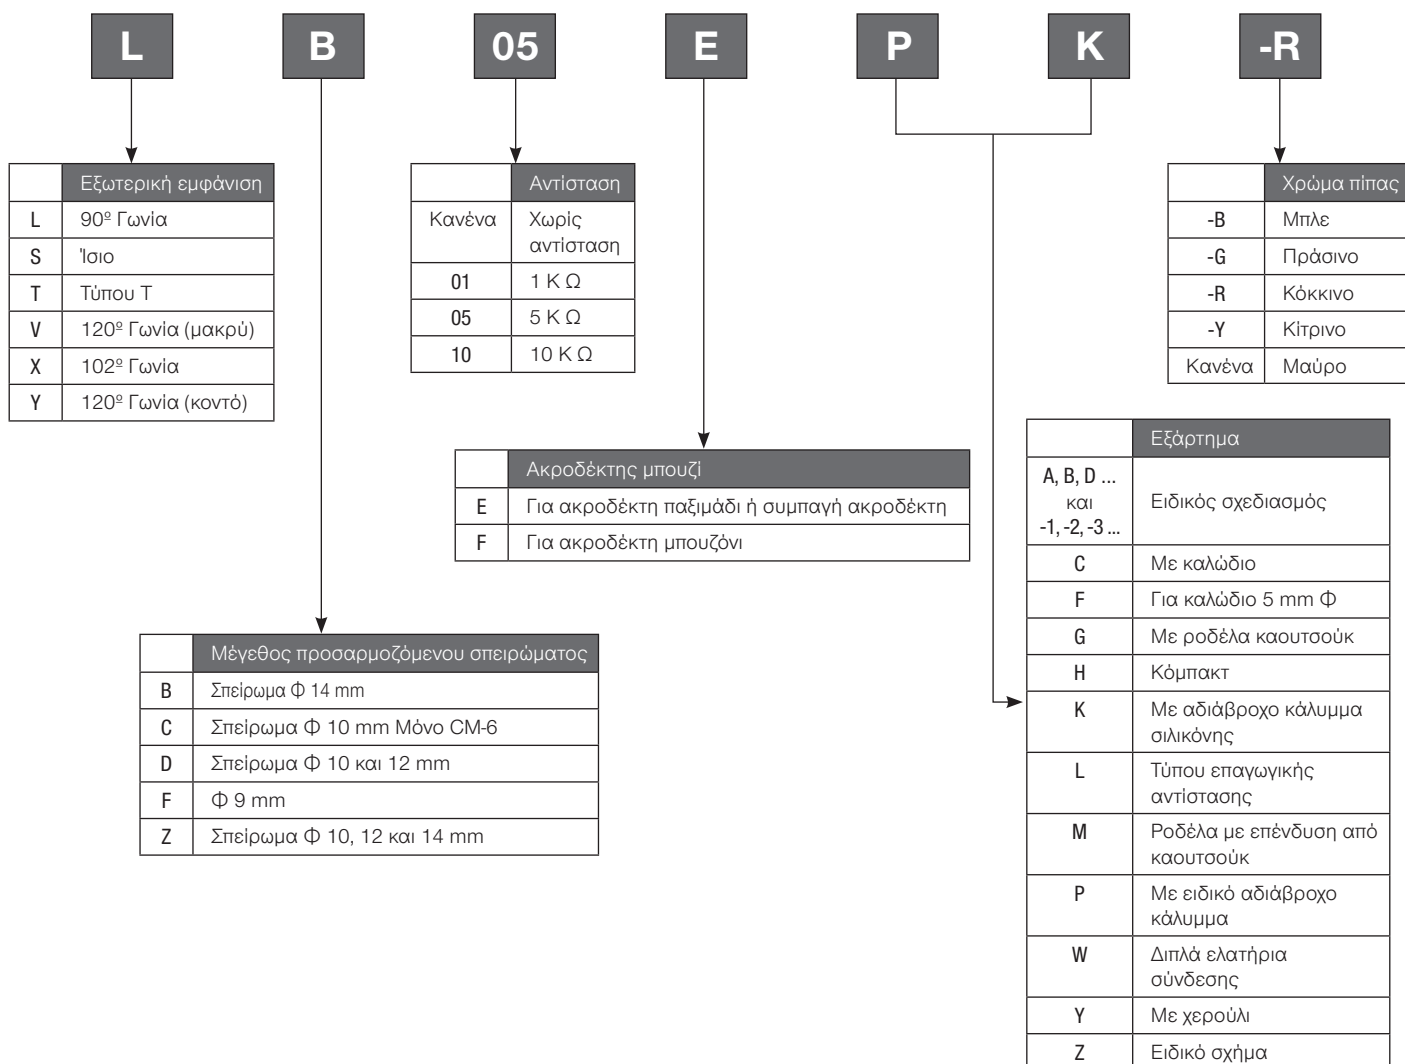 L B 05 E P K -R
Εξωτερική εμφάνιση
L 90º Γωνία
S Ίσιο
T Τύπου Τ
V 120º Γωνία (μακρύ)
X 102º Γωνία
Y 120º Γωνία (κοντό)
Αντίσταση
Κανένα Χωρίς
αντίσταση
01 1 K Ω
05 5 K Ω
10 10 K Ω
Χρώμα πίπας
-B Μπλε
-G Πράσινο
-R Κόκκινο
-Y Κίτρινο
Κανένα Μαύρο
Ακροδέκτης μπουζί
E Για ακροδέκτη παξιμάδι ή συμπαγή ακροδέκτη
F Για ακροδέκτη μπουζόνι
Μέγεθος προσαρμοζόμενου σπειρώματος
B Σπείρωμα Φ 14 mm
C Σπείρωμα Φ 10 mm Μόνο CM-6
D Σπείρωμα Φ 10 και 12 mm
F Φ 9 mm
Z Σπείρωμα Φ 10, 12 και 14 mm
Εξάρτημα
A, B, D ...
και
-1, -2, -3 ...
Ειδικός σχεδιασμός
C Με καλώδιο
F Για καλώδιο 5 mm Φ
G Με ροδέλα καουτσούκ
H Κόμπακτ
K Με αδιάβροχο κάλυμμα
σιλικόνης
L Τύπου επαγωγικής
αντίστασης
M Ροδέλα με επένδυση από
καουτσούκ
P Με ειδικό αδιάβροχο
κάλυμμα
W Διπλά ελατήρια
σύνδεσης
Y Με χερούλι
Z Ειδικό σχήμα